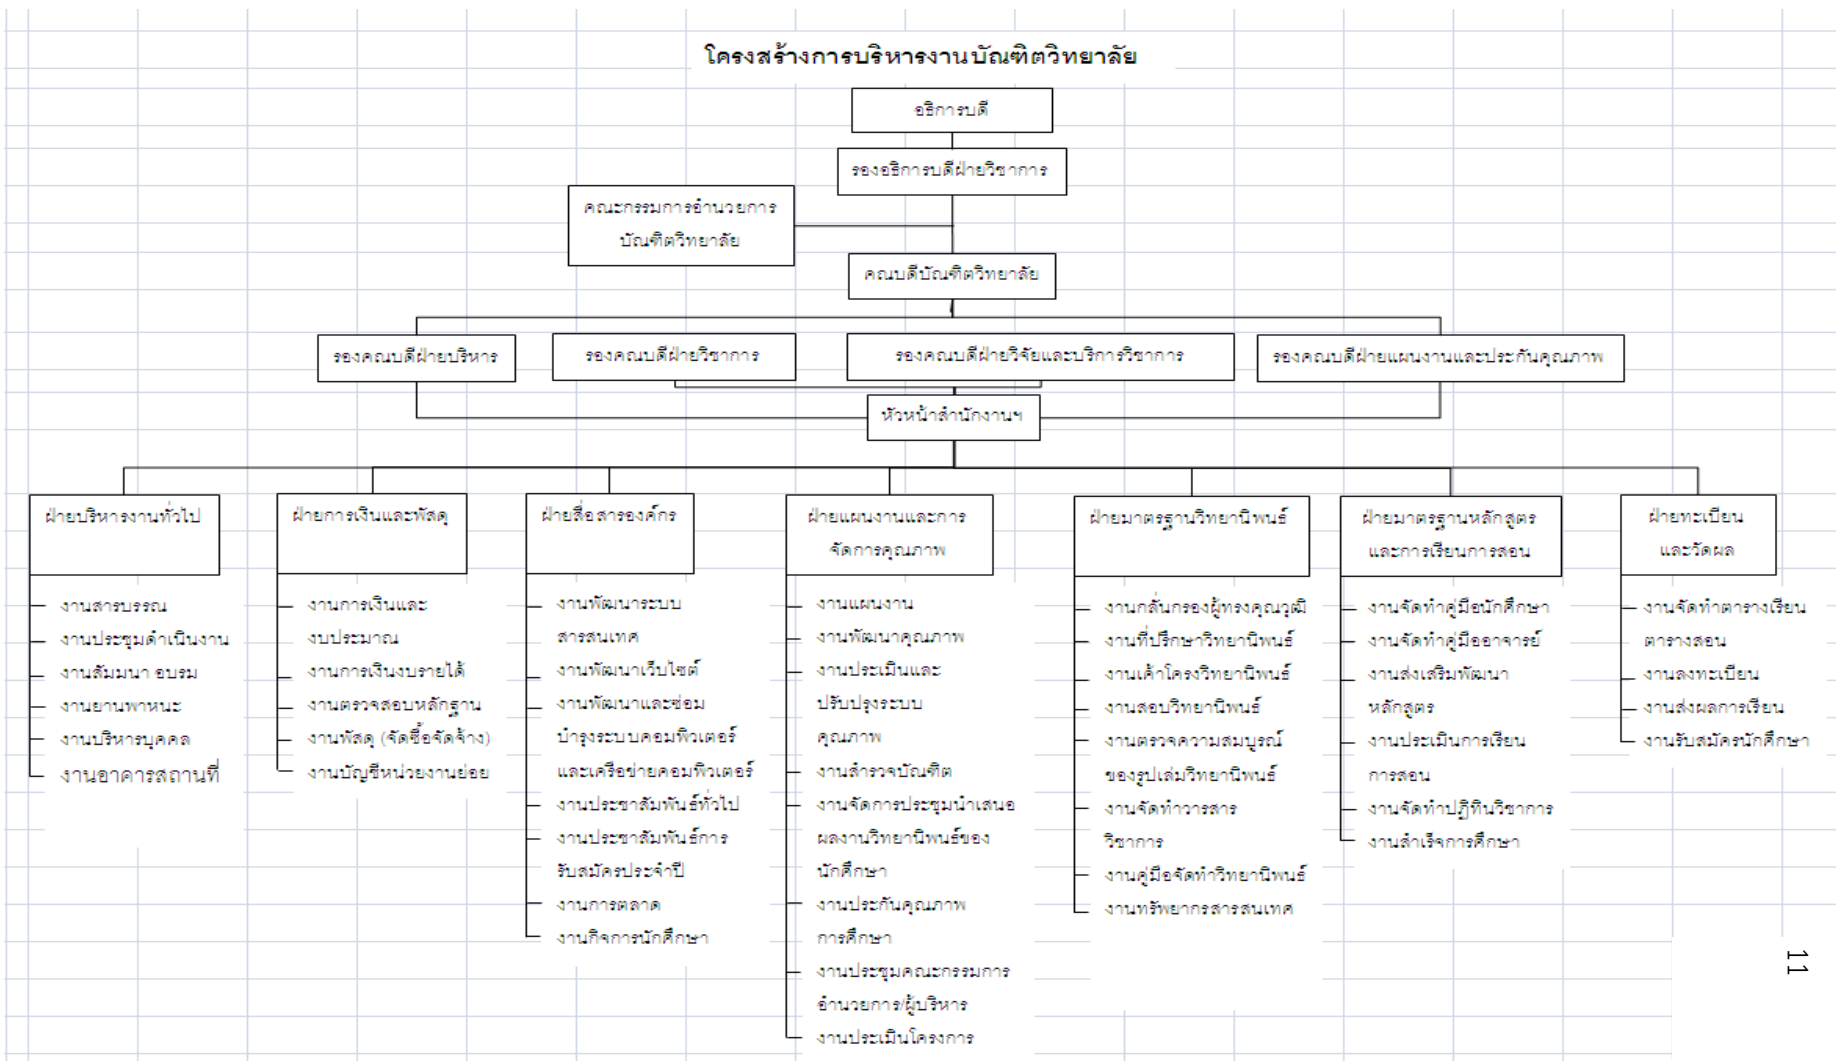 โครงสร้างการบริหารงานบัณฑิตวิทยาลัย
อธิการบดี
รองอธิการบดีฝ่ายวิชาการ
คณะกรรมการอำนวยการ
บัณฑิตวิทยาลัย
คณบดีบัณฑิตวิทยาลัย
รองคณบดีฝ่ายบริหาร
รองคณบดีฝ่ายวิชาการ
รองคณบดีฝ่ายวิจัยและบริการวิชาการ
รองคณบดีฝ่ายแผนงานและประกันคุณภาพ
หัวหน้าสำนักงานฯ
ฝ่ายบริหารงานทั่วไป
งานสารบรรณ
งานประชุมดำเนินงาน
งานสัมมนา อบรม
งานยานพาหนะ
งานบริหารบุคคล
งานอาคารสถานที่
ฝ่ายการเงินและพัสดุ
งานการเงินและ
งบประมาณ
งานการเงินงบรายได้
งานตรวจสอบหลักฐาน
งานพัสดุ (จัดซื้อจัดจ้าง)
งานบัญชีหน่วยงานย่อย
ฝ่ายสื่อสารองค์กร
งานพัฒนาระบบ
สารสนเทศ
งานพัฒนาเว็บไซต์
งานพัฒนาและซ่อม
บำรุงระบบคอมพิวเตอร์
และเครือข่ายคอมพิวเตอร์
งานประชาสัมพันธ์ทั่วไป
งานประชาสัมพันธ์การ
รับสมัครประจำปี
งานการตลาด
งานกิจการนักศึกษา
ฝ่ายแผนงานและการ
จัดการคุณภาพ
งานแผนงาน
งานพัฒนาคุณภาพ
งานประเมินและ
ปรับปรุงระบบ
คุณภาพ
งานสำรวจบัณฑิต
งานจัดการประชุมนำเสนอ
ผลงานวิทยานิพนธ์ของ
นักศึกษา
งานประกันคุณภาพ
การศึกษา
งานประชุมคณะกรรมการ
อำนวยการ/ผู้บริหาร
งานประเมินโครงการ
ฝ่ายมาตรฐานวิทยานิพนธ์
งานกลั่นกรองผู้ทรงคุณวุฒิ
งานที่ปรึกษาวิทยานิพนธ์
งานเค้าโครงวิทยานิพนธ์
งานสอบวิทยานิพนธ์
งานตรวจความสมบูรณ์
ของรูปเล่มวิทยานิพนธ์
งานจัดทำวารสาร
วิชาการ
งานคู่มือจัดทำวิทยานิพนธ์
งานทรัพยากรสารสนเทศ
ฝ่ายมาตรฐานหลักสูตร
และการเรียนการสอน
งานจัดทำคู่มือนักศึกษา
งานจัดทำคู่มืออาจารย์
งานส่งเสริมพัฒนา
หลักสูตร
งานประเมินการเรียน
การสอน
งานจัดทำปฏิทินวิชาการ
งานสำเร็จการศึกษา
ฝ่ายทะเบียน
และวัดผล
งานจัดทำตารางเรียน
ตารางสอน
งานลงทะเบียน
งานส่งผลการเรียน
งานรับสมัครนักศึกษา
11